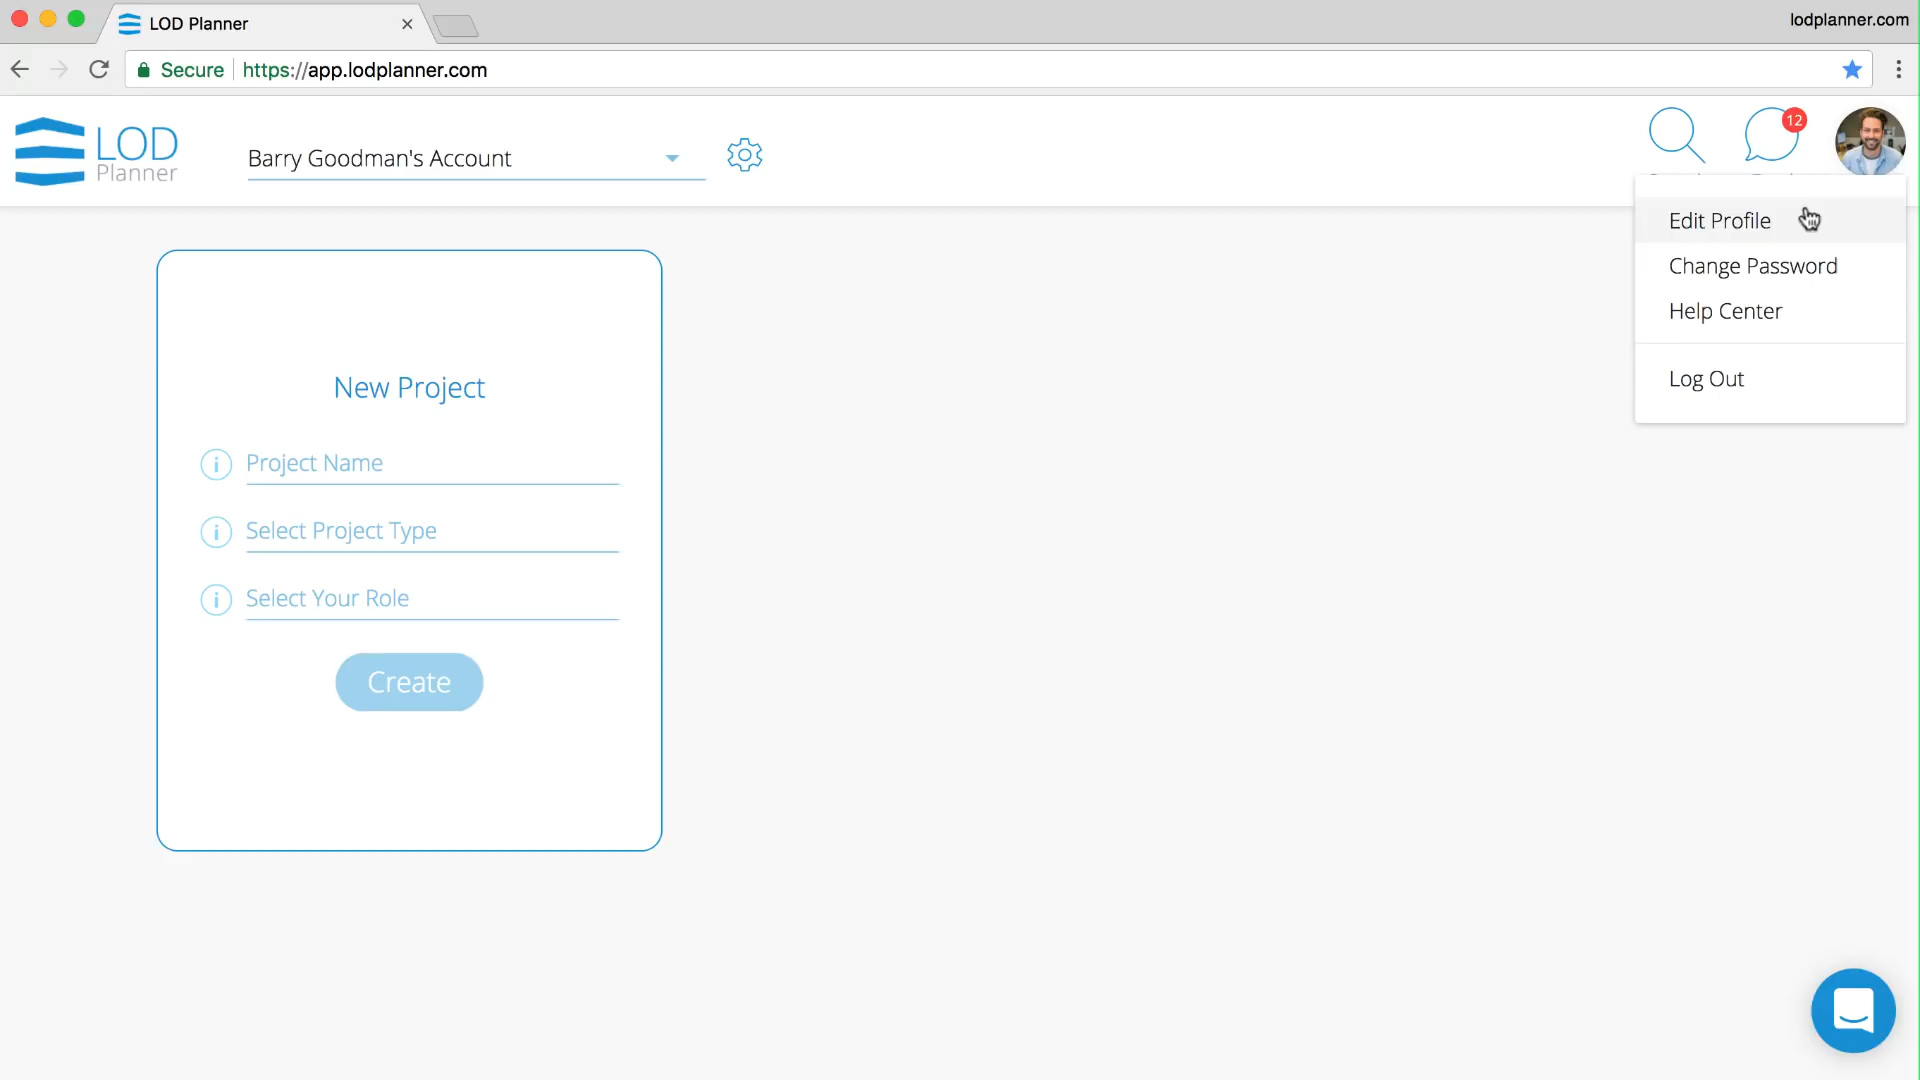 LOD Planner
lodplanner.com
Secure
https://app.lodplanner.com
LOD
Planner
Barry Goodman's Account
12
Edit Profile
Change Password
Help Center
Log Out
New Project
Project Name
Select Project Type
Select Your Role
Create